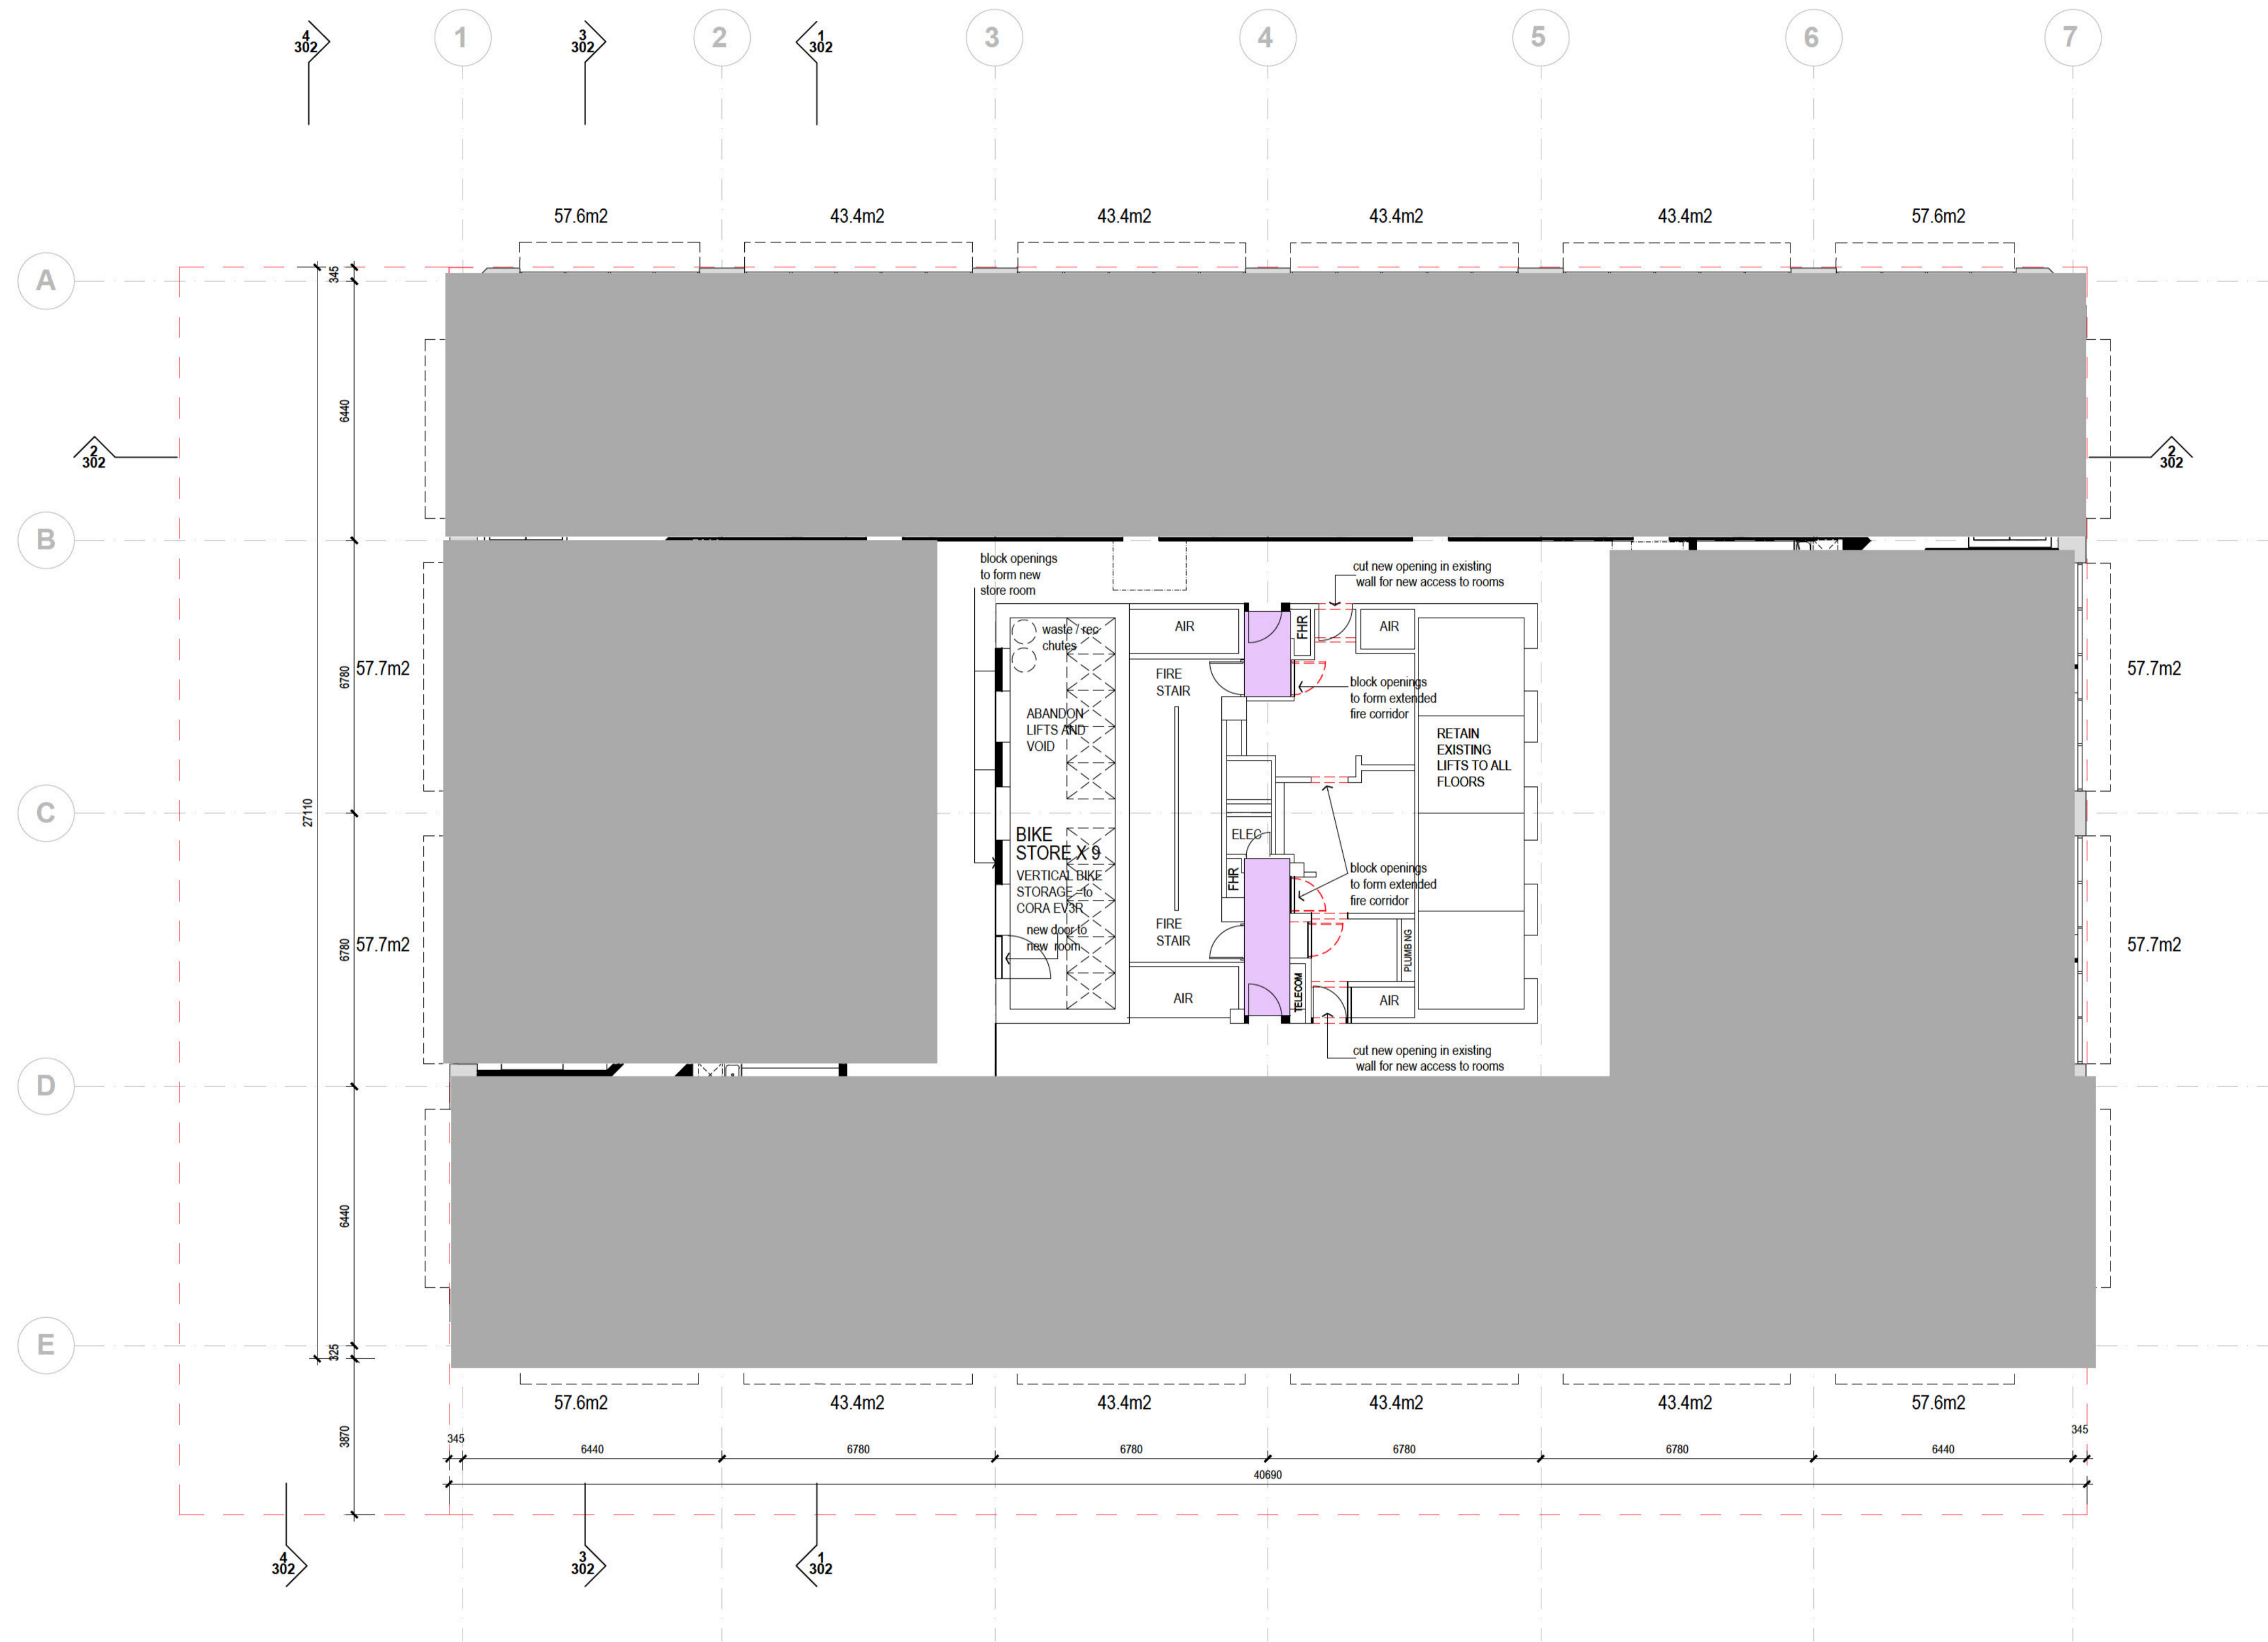 4
302
1
3
302
2
1
302
3
4
5
6
7
57.6m2
43.4m2
43.4m2
43.4m2
43.4m2
57.6m2
A
345
6440
2
302
2
302
B
block openings
to form new
store room
cut new opening in existing
wall for new access to rooms
waste / rec
chutes
AIR
FHR
AIR
57.7m2
6780
FIRE
STAIR
block openings
to form extended
fire corridor
57.7m2
ABANDON
LIFTS AND
VOID
RETAIN
EXISTING
LIFTS TO ALL
FLOORS
C
27110
BIKE
STORE X 9
ELEC
VERTICAL BIKE
STORAGE –to
CORA EV3R
FHR
block openings
to form extended
fire corridor
new door to
new room
FIRE
STAIR
PLUMB NG
57.7m2
6780
57.7m2
AIR
TELECOM
AIR
cut new opening in existing
wall for new access to rooms
D
6440
E
325
57.6m2
43.4m2
43.4m2
43.4m2
43.4m2
57.6m2
3870
345
6440
6780
6780
6780
6780
6440
345
40690
4
302
3
302
1
302